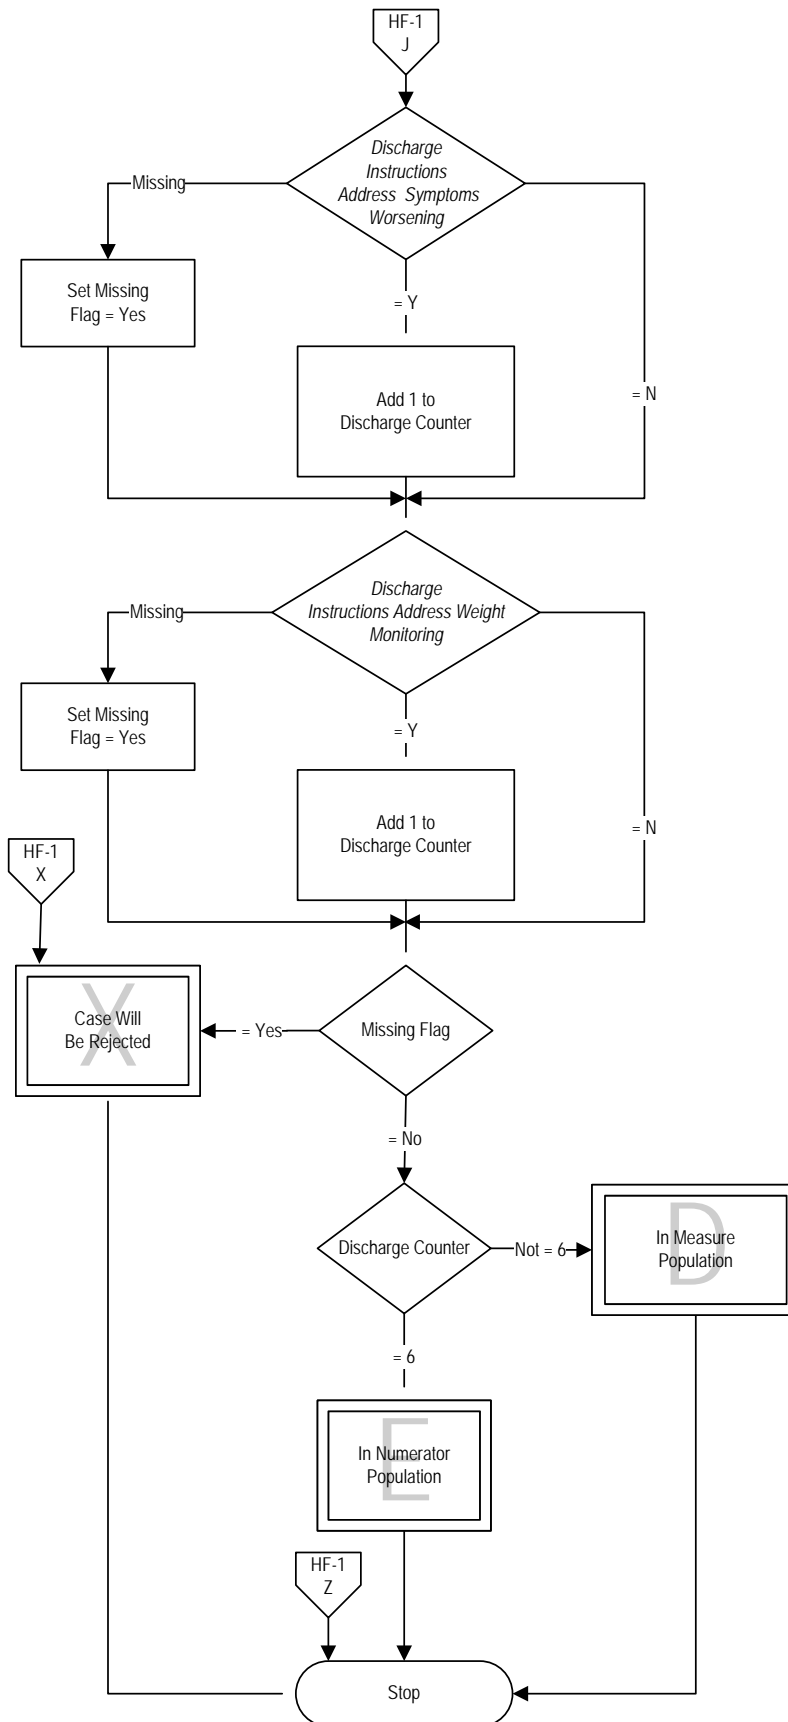 HF-1
J
Discharge
Instructions
Address Symptoms
Worsening
Missing
Set Missing
Flag = Yes
= Y
Add 1 to
Discharge Counter
= N
Discharge
Instructions Address Weight
Monitoring
Missing
Set Missing
Flag = Yes
= Y
Add 1 to
Discharge Counter
= N
HF-1
X
X
Case Will
Be Rejected
= Yes
Missing Flag
= No
Discharge Counter
Not = 6
D
In Measure
Population
= 6
E
In Numerator
Population
HF-1
Z
Stop